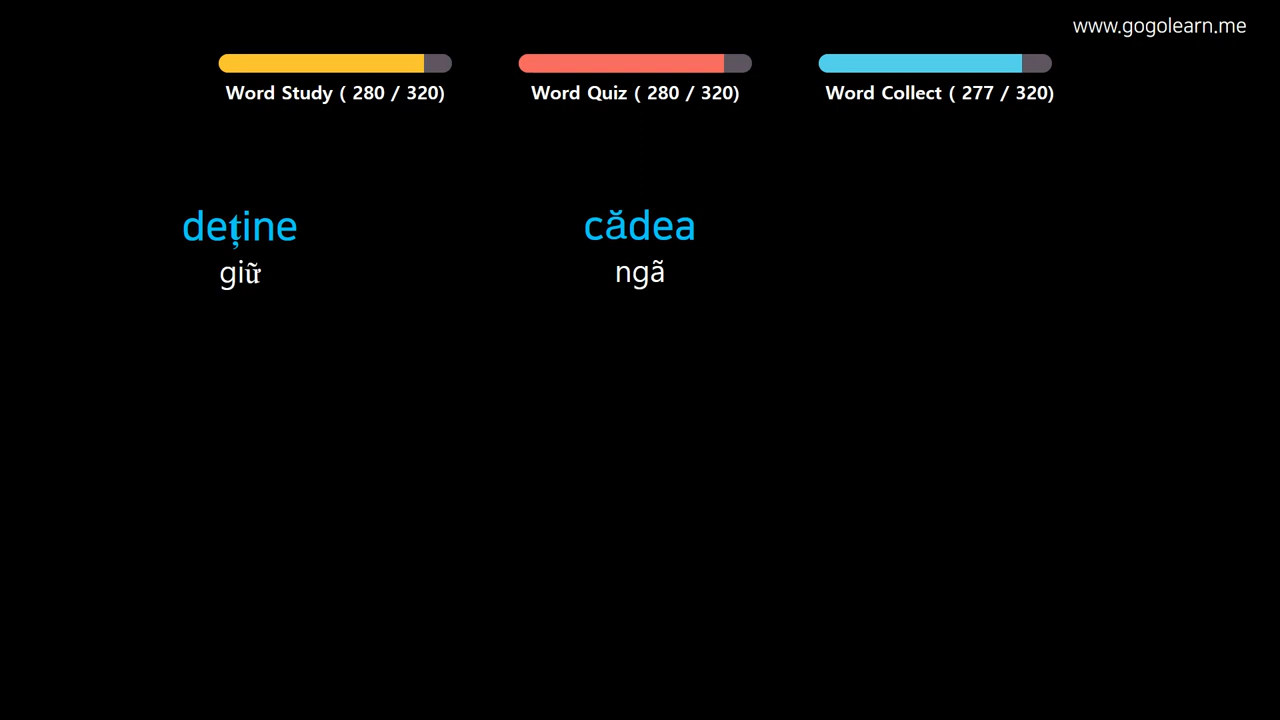 www.gogolearn.me
Word Study ( 280 / 320)
Word Quiz ( 280 / 320)
Word Collect ( 277 / 320)
deține
cădea
giữ
ngã